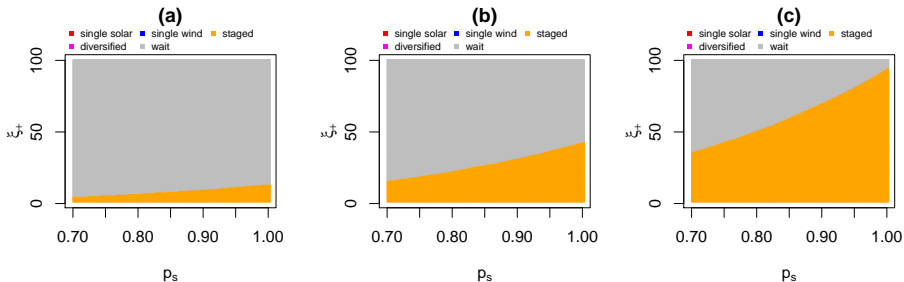 (a)
single solar single wind staged
diversified wait
100
50
0
ξ+
0.70 0.80 0.90 1.00
ps
(b)
single solar single wind staged
diversified wait
100
50
0
ξ+
0.70 0.80 0.90 1.00
ps
(c)
single solar single wind staged
diversified wait
100
50
0
ξ+
0.70 0.80 0.90 1.00
ps